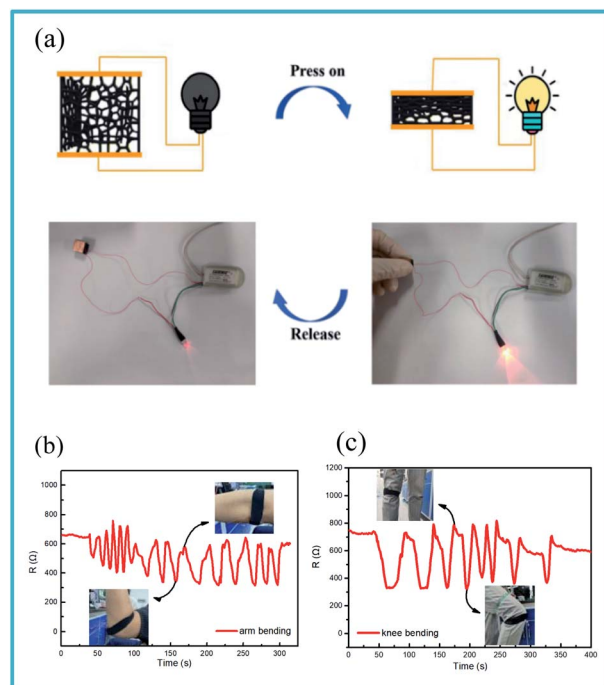 (a)
Press on
Release
(b)
R (Ω)
1000
800
600
400
200
0
arm bending
0 50 100 150 200 250 300
Time (s)
(c)
R (Ω)
1200
1000
800
600
400
200
0
knee bending
0 50 100 150 200 250 300 350 400
Time (s)